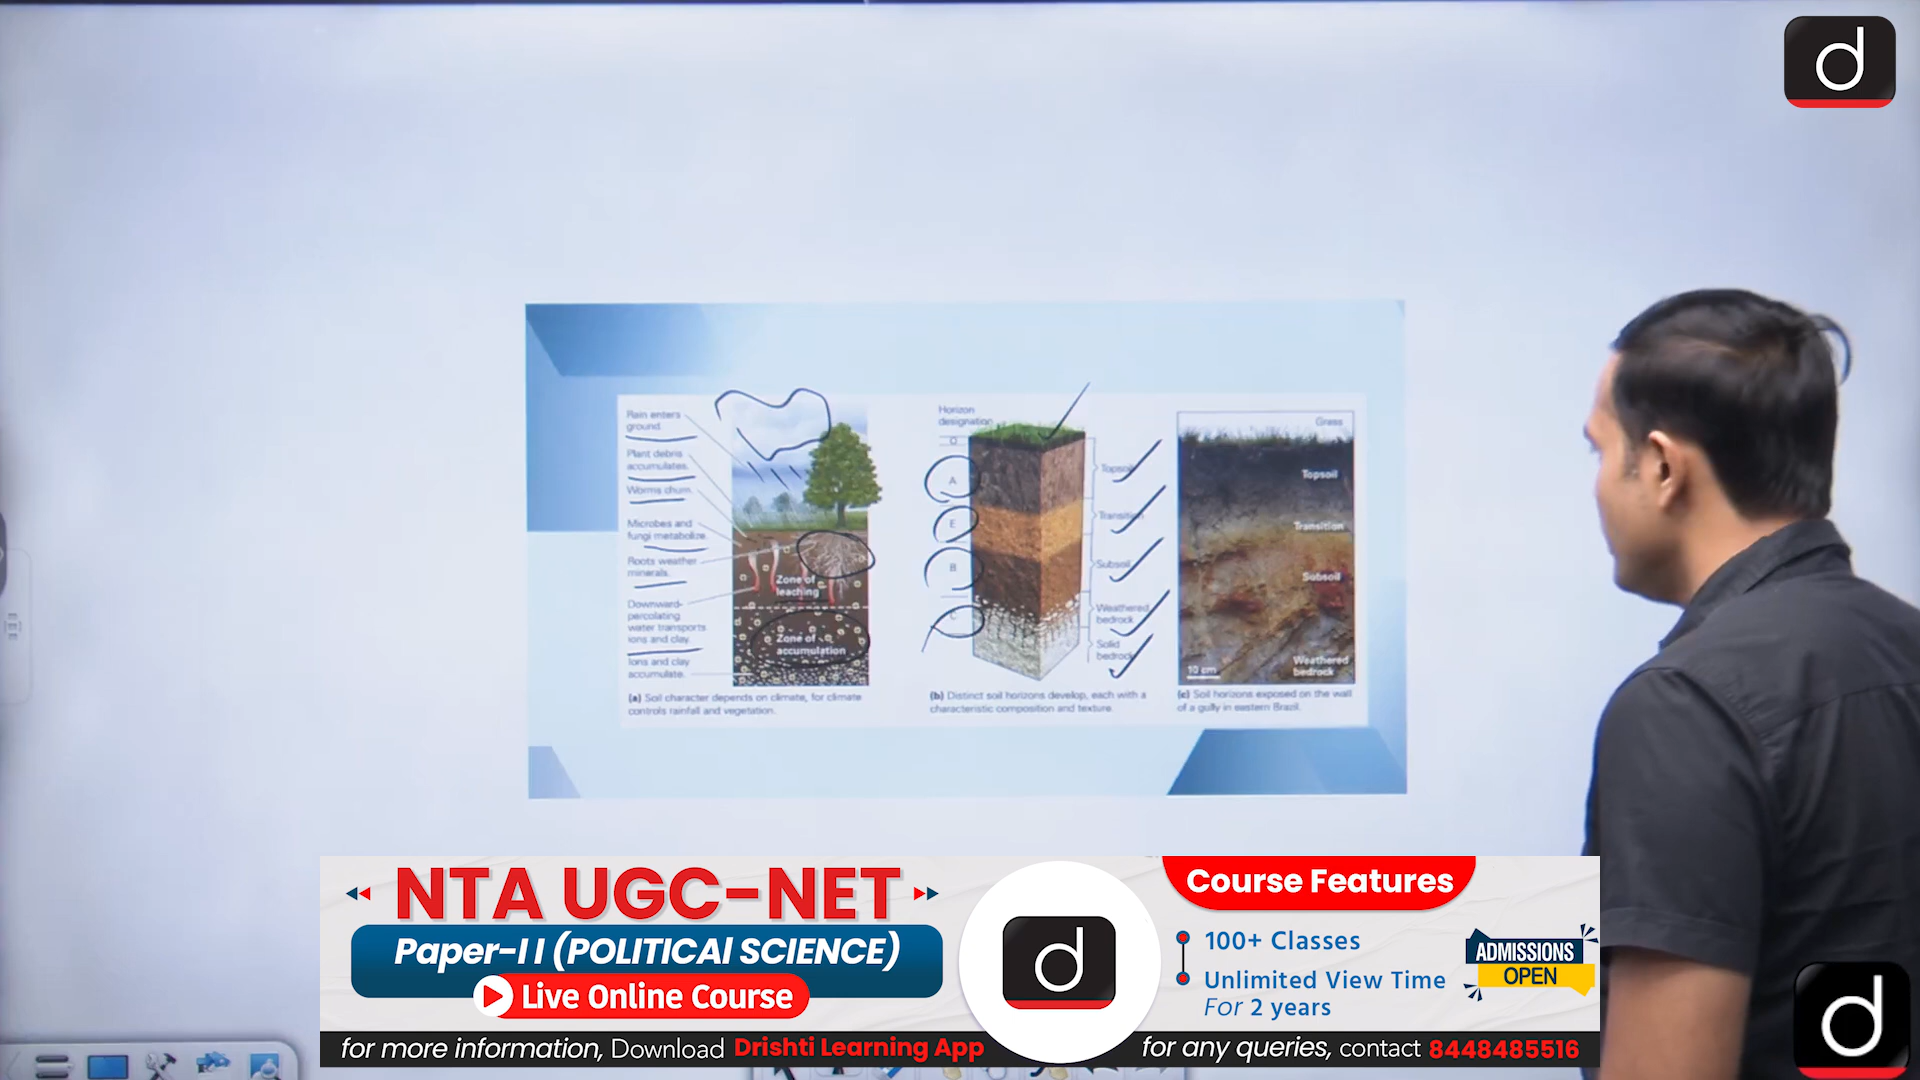 d
Rain enters
ground.
Plant debris
accumulates.
Worms churn.
Microbes and
fungi metabolize.
Roots weather
minerals.
Downward-
percolating
water transports
ions and clay.
Ions and clay
accumulate.
Zone of
leaching
Zone of
accumulation
(a) Soil character depends on climate, for climate
controls rainfall and vegetation.
Horizon
designation
O
A
E
B
C
Topsoil
Transition
Subsoil
Weathered
bedrock
Solid
bedrock
(b) Distinct soil horizons develop, each with a
characteristic composition and texture.
Grass
Topsoil
Transition
Subsoil
Weathered
bedrock
10 cm
(c) Soil horizons exposed on the wall
of a gully in eastern Brazil.
NTA UGC-NET
Paper-I I (POLITICAl SCIENCE)
Live Online Course
d
Course Features
100+ Classes
Unlimited View Time
For 2 years
ADMISSIONS
OPEN
for more information, Download Drishti Learning App
for any queries, contact 8448485516
d